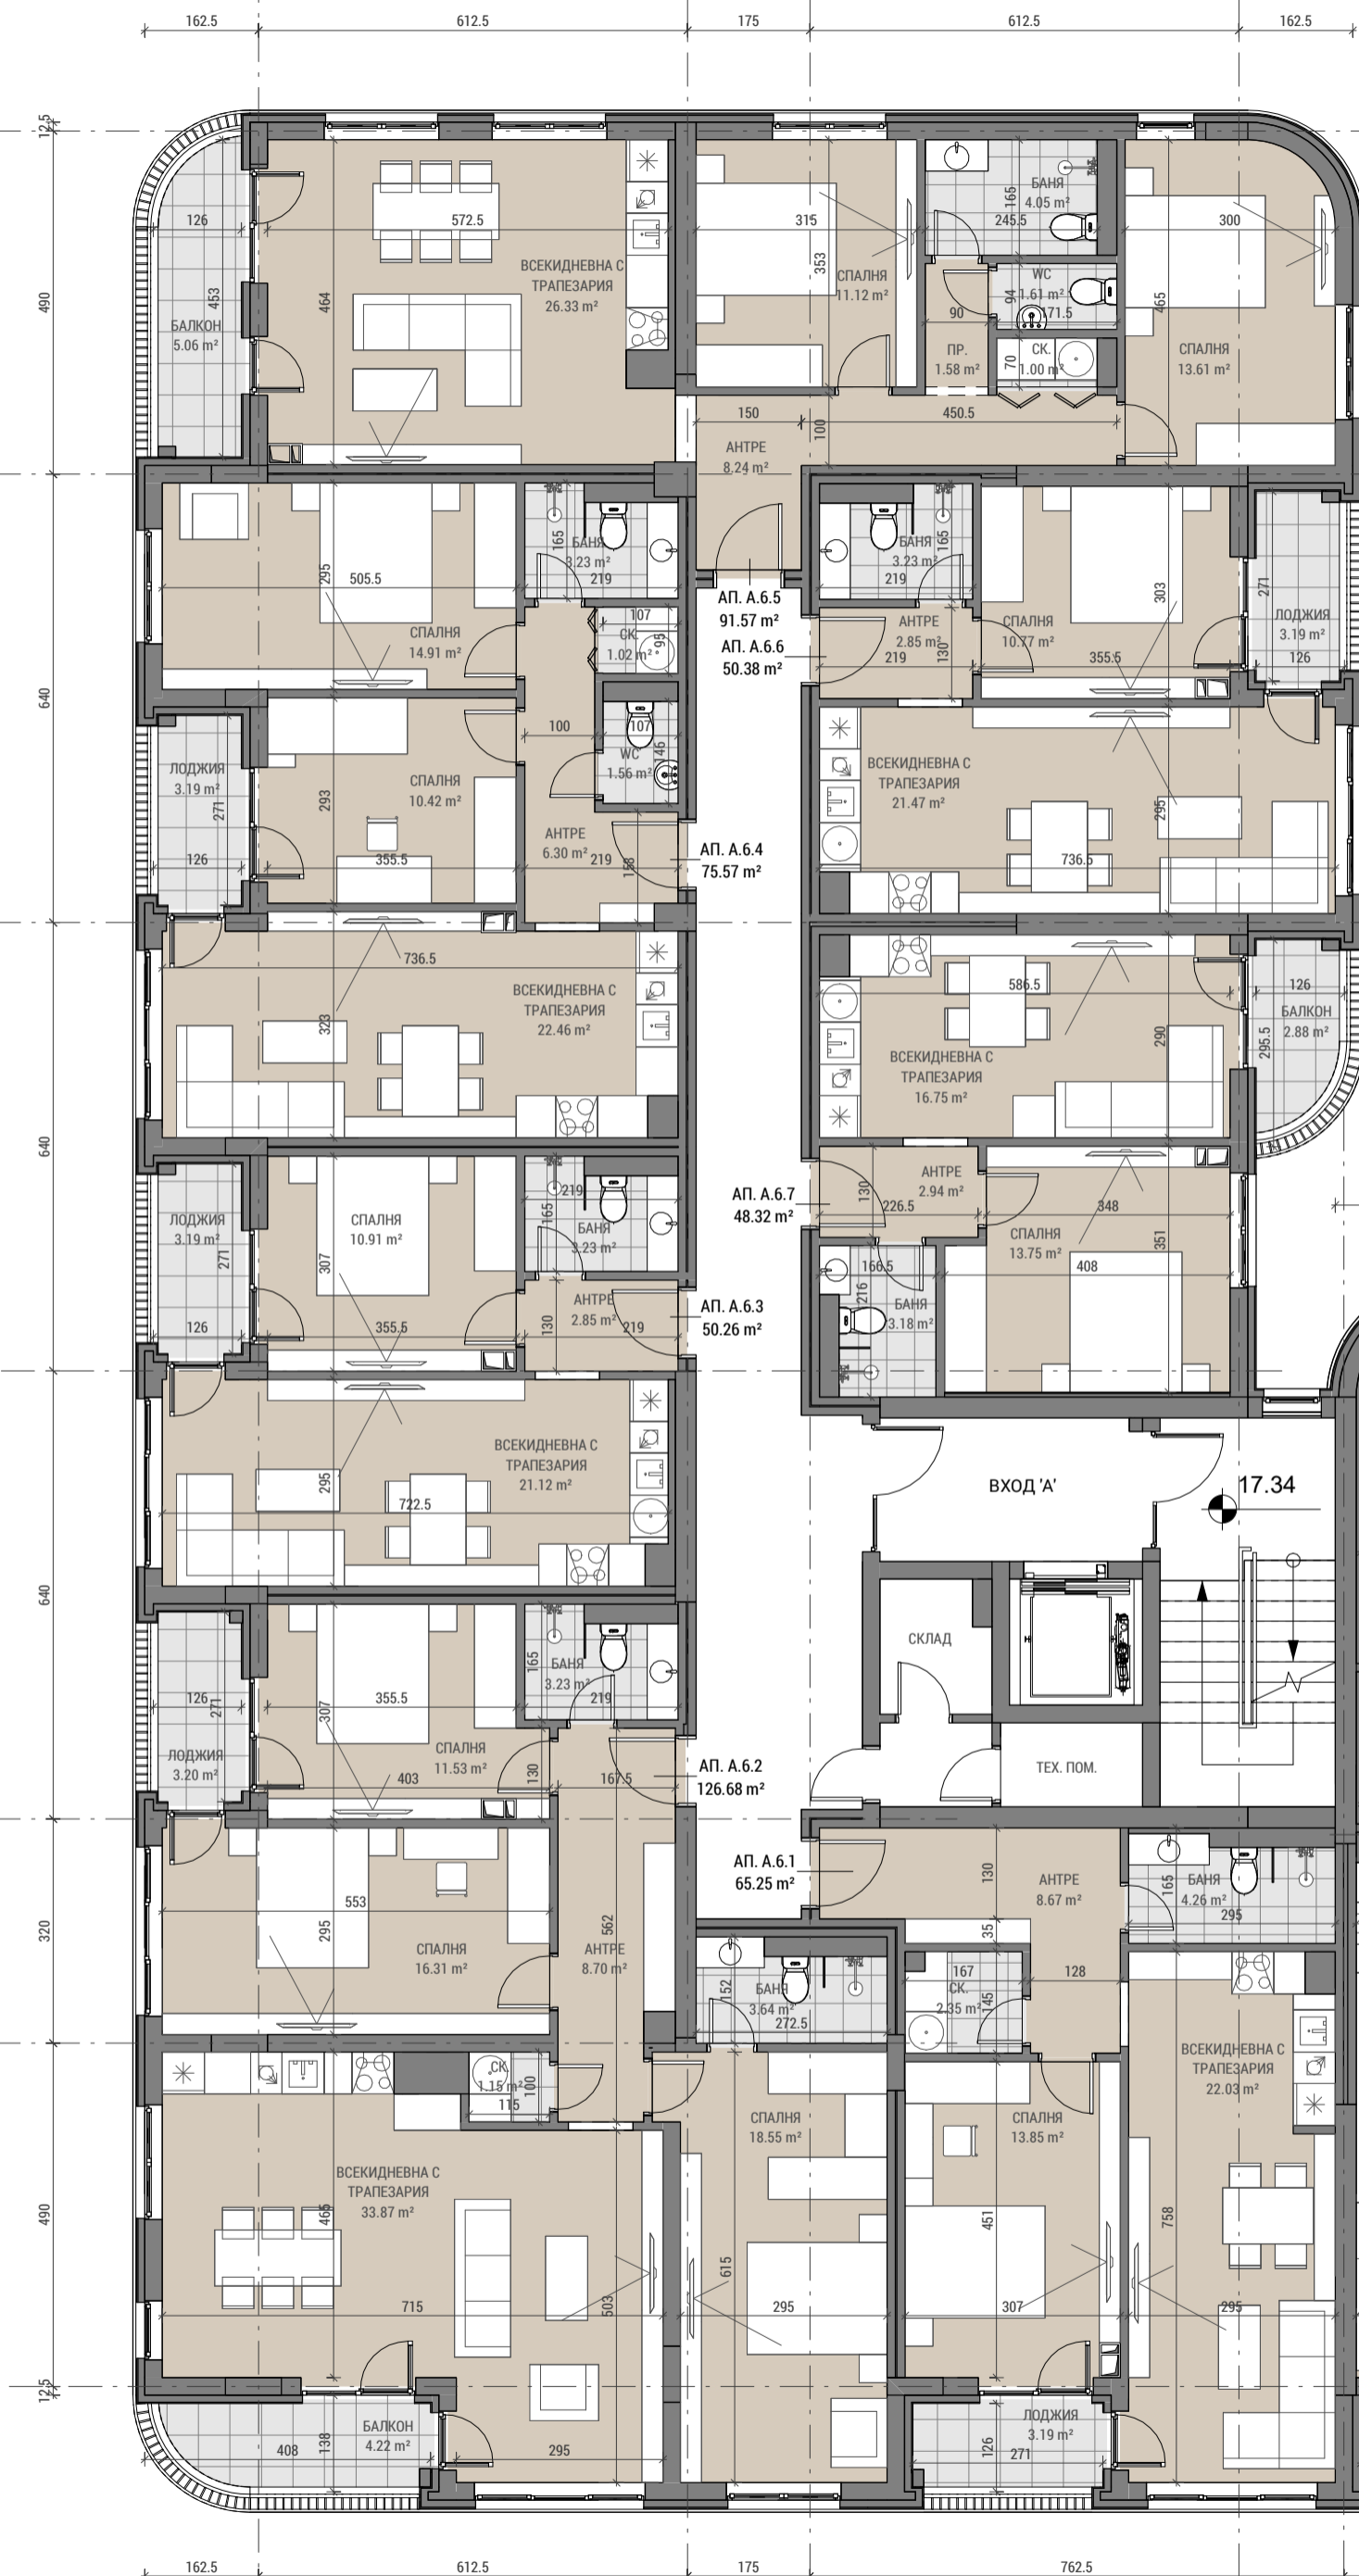 162.5
612.5
175
612.5
162.5
12.5
490
640
640
640
320
490
12.5
126
453
БАЛКОН
5.06 m²
572.5
464
ВСЕКИДНЕВНА С
ТРАПЕЗАРИЯ
26.33 m²
315
353
СПАЛНЯ
11.12 m²
165
БАНЯ
4.05 m²
245.5
300
WC
1.61 m²
94
171.5
90
465
ПР.
1.58 m²
70
СК.
1.00 m²
СПАЛНЯ
13.61 m²
150
450.5
100
АНТРЕ
8.24 m²
295
505.5
СПАЛНЯ
14.91 m²
165
БАНЯ
3.23 m²
219
107
СК.
1.02 m²
95
АП. А.6.5
91.57 m²
АП. А.6.6
50.38 m²
БАНЯ
3.23 m²
165
219
АНТРЕ
2.85 m²
130
219
303
СПАЛНЯ
10.77 m²
355.5
271
ЛОДЖИЯ
3.19 m²
126
ЛОДЖИЯ
3.19 m²
271
126
293
СПАЛНЯ
10.42 m²
355.5
100
107
WC
1.56 m²
146
АНТРЕ
6.30 m²
219
158
АП. А.6.4
75.57 m²
ВСЕКИДНЕВНА С
ТРАПЕЗАРИЯ
21.47 m²
295
736.5
736.5
323
ВСЕКИДНЕВНА С
ТРАПЕЗАРИЯ
22.46 m²
586.5
290
ВСЕКИДНЕВНА С
ТРАПЕЗАРИЯ
16.75 m²
126
БАЛКОН
2.88 m²
295.5
ЛОДЖИЯ
3.19 m²
271
126
СПАЛНЯ
10.91 m²
307
355.5
219
165
БАНЯ
3.23 m²
АНТРЕ
2.85 m²
130
219
АП. А.6.3
50.26 m²
АП. А.6.7
48.32 m²
130
АНТРЕ
2.94 m²
226.5
348
СПАЛНЯ
13.75 m²
351
408
166.5
216
БАНЯ
3.18 m²
295
722.5
ВСЕКИДНЕВНА С
ТРАПЕЗАРИЯ
21.12 m²
ВХОД 'А'
17.34
СКЛАД
ТЕХ. ПОМ.
126
271
ЛОДЖИЯ
3.20 m²
355.5
307
СПАЛНЯ
11.53 m²
403
165
БАНЯ
3.23 m²
219
130
167.5
АП. А.6.2
126.68 m²
АП. А.6.1
65.25 m²
553
295
СПАЛНЯ
16.31 m²
562
АНТРЕ
8.70 m²
130
35
АНТРЕ
8.67 m²
165
БАНЯ
4.26 m²
295
152
БАНЯ
3.64 m²
272.5
167
СК.
2.35 m²
145
128
СК.
1.15 m²
100
115
ВСЕКИДНЕВНА С
ТРАПЕЗАРИЯ
22.03 m²
СПАЛНЯ
18.55 m²
СПАЛНЯ
13.85 m²
ВСЕКИДНЕВНА С
ТРАПЕЗАРИЯ
33.87 m²
465
715
503
615
295
451
307
758
295
БАЛКОН
4.22 m²
138
408
295
ЛОДЖИЯ
3.19 m²
126
271
162.5
612.5
175
762.5